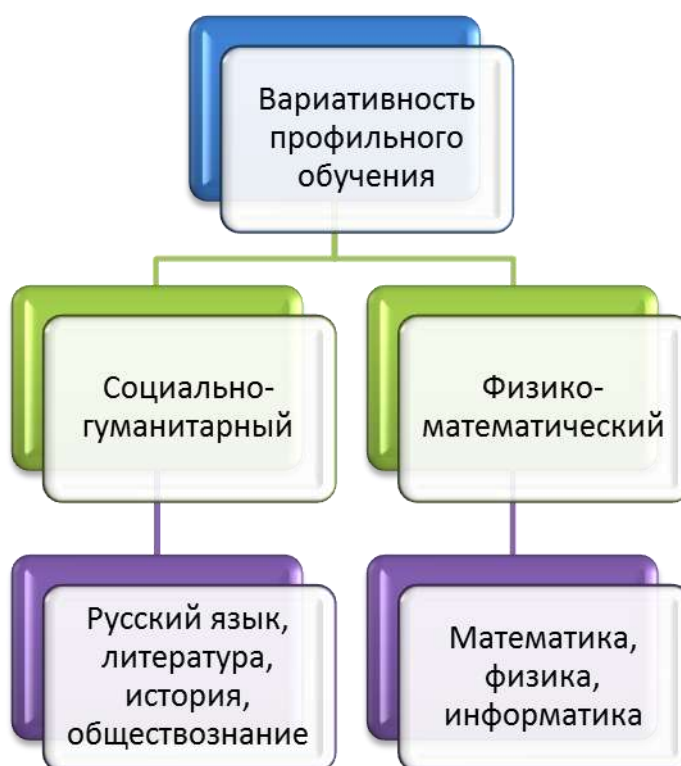 Вариативность
профильного
обучения
Социально-
гуманитарный
Физико-
математический
Русский язык,
литература,
история,
обществознание
Математика,
физика,
информатика